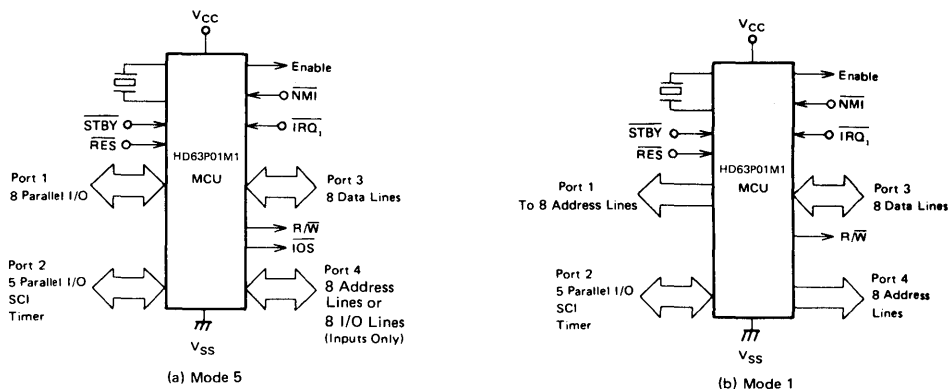 VCC
Enable
NMI
STBY
IRQ1
RES
HD63P01M1
MCU
Port 1
8 Parallel I/O
Port 3
8 Data Lines
R/W
IOS
Port 2
5 Parallel I/O
SCI
Timer
Port 4
8 Address
Lines or
8 I/O Lines
(Inputs Only)
VSS
(a) Mode 5
VCC
Enable
NMI
STBY
IRQ1
RES
HD63P01M1
MCU
Port 1
To 8 Address Lines
Port 3
8 Data Lines
R/W
Port 2
5 Parallel I/O
SCI
Timer
Port 4
8 Address
Lines
VSS
(b) Mode 1